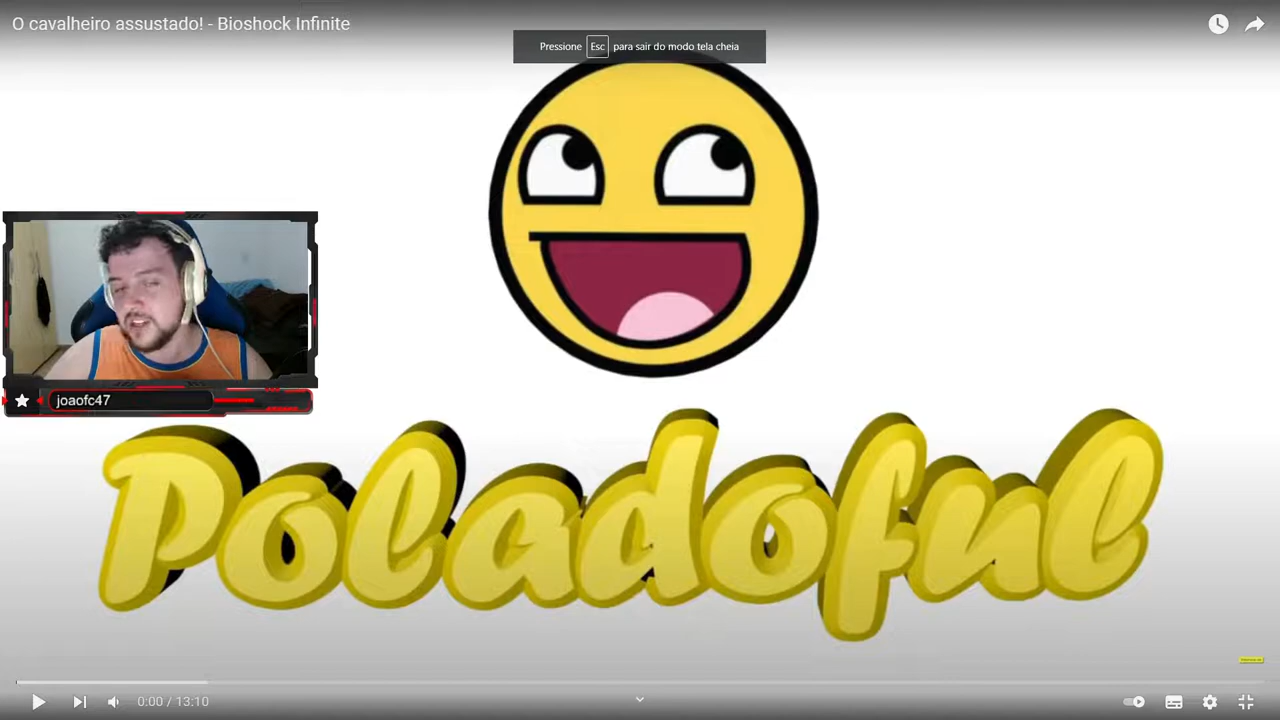 O cavalheiro assustado! - Bioshock Infinite
Pressione Esc para sair do modo tela cheia
joaofc47
Poladoful
0:00 / 13:10